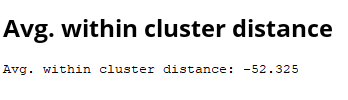 Avg. within cluster distance
Avg. within cluster distance: -52.325